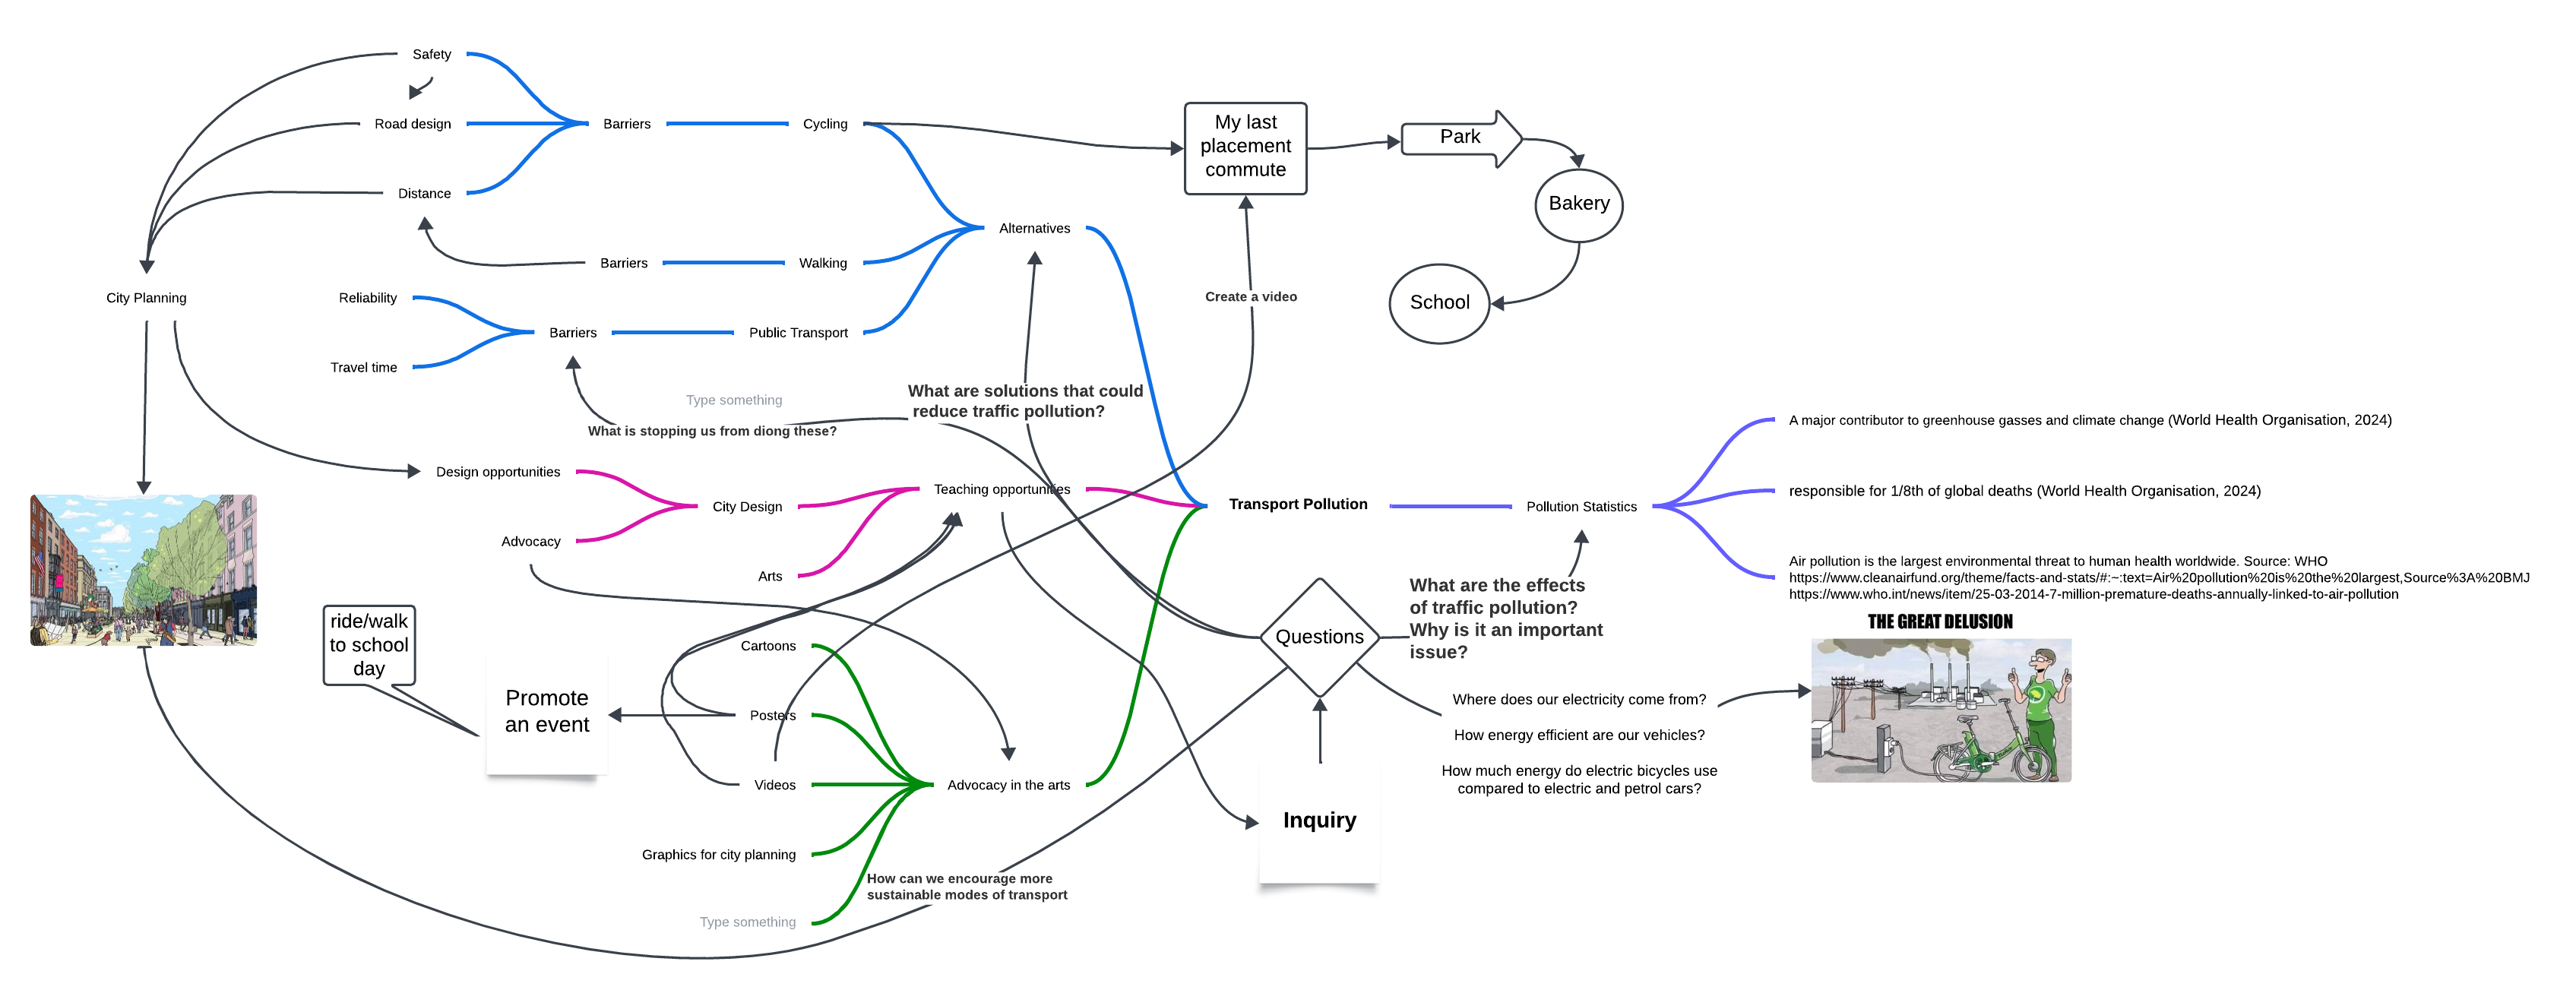 Safety
Road design
Distance
Barriers
Cycling
My last
placement
commute
Park
Bakery
School
Alternatives
Barriers
Walking
City Planning
Reliability
Barriers
Public Transport
Travel time
Create a video
Type something
What are solutions that could
reduce traffic pollution?
What is stopping us from diong these?
Design opportunities
City Design
Teaching opportunities
Advocacy
Arts
Transport Pollution
Pollution Statistics
A major contributor to greenhouse gasses and climate change (World Health Organisation, 2024)
responsible for 1/8th of global deaths (World Health Organisation, 2024)
Air pollution is the largest environmental threat to human health worldwide. Source: WHO
https://www.cleanairfund.org/theme/facts-and-stats/#:~:text=Air%20pollution%20is%20the%20largest,Source%3A%20BMJ
https://www.who.int/news/item/25-03-2014-7-million-premature-deaths-annually-linked-to-air-pollution
ride/walk
to school
day
Promote
an event
Cartoons
Posters
Videos
Graphics for city planning
Type something
Advocacy in the arts
How can we encourage more
sustainable modes of transport
Questions
Inquiry
What are the effects
of traffic pollution?
Why is it an important
issue?
Where does our electricity come from?
How energy efficient are our vehicles?
How much energy do electric bicycles use
compared to electric and petrol cars?
THE GREAT DELUSION